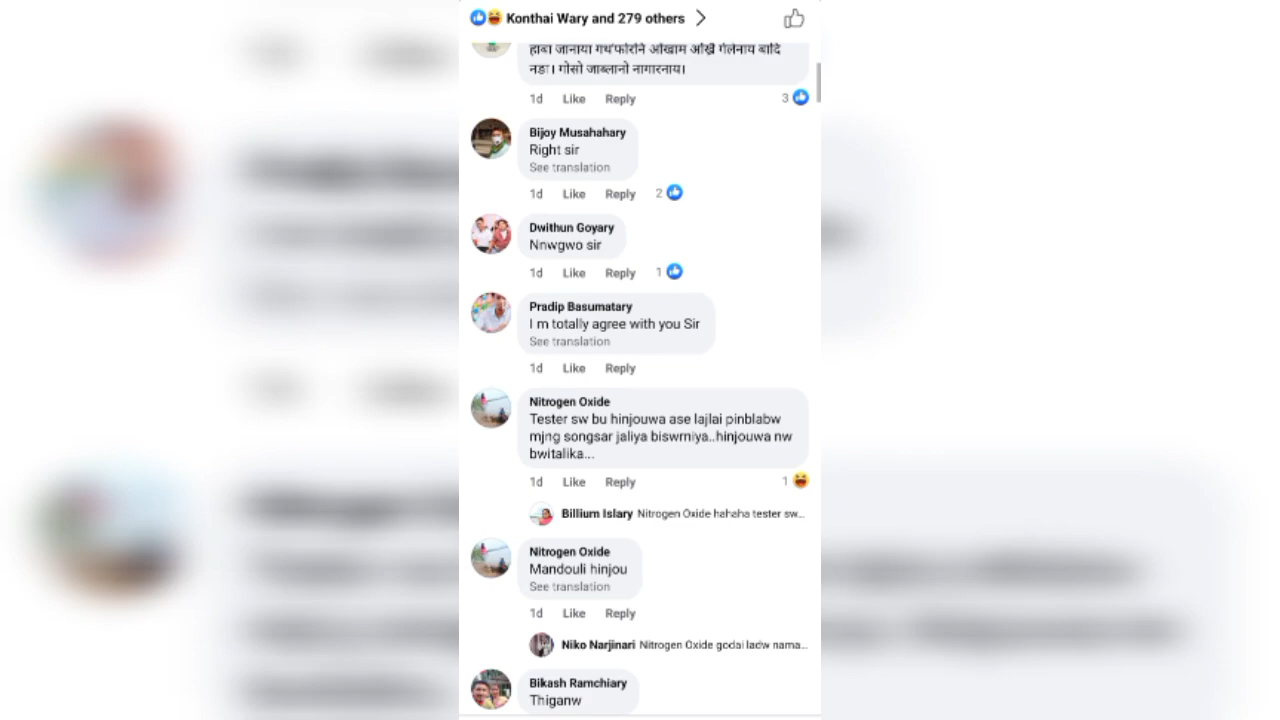 Konthai Wary and 279 others
हाबा जानाया गथ'फोरनि ओंखाम ओंख्रै गेलेनाय बादि
नङा। गोसो जाब्लानो नागारनाय।
1d Like Reply 3
Bijoy Musahahary
Right sir
See translation
1d Like Reply 2
Dwithun Goyary
Nnwgwo sir
1d Like Reply 1
Pradip Basumatary
I m totally agree with you Sir
See translation
1d Like Reply
Nitrogen Oxide
Tester sw bu hinjouwa ase lajlai pinblabw
mjng songsar jaliya biswrniya..hinjouwa nw
bwitalika...
1d Like Reply 1
Billium Islary Nitrogen Oxide hahaha tester sw...
Nitrogen Oxide
Mandouli hinjou
See translation
1d Like Reply
Niko Narjinari Nitrogen Oxide godai ladw nama...
Bikash Ramchiary
Thiganw